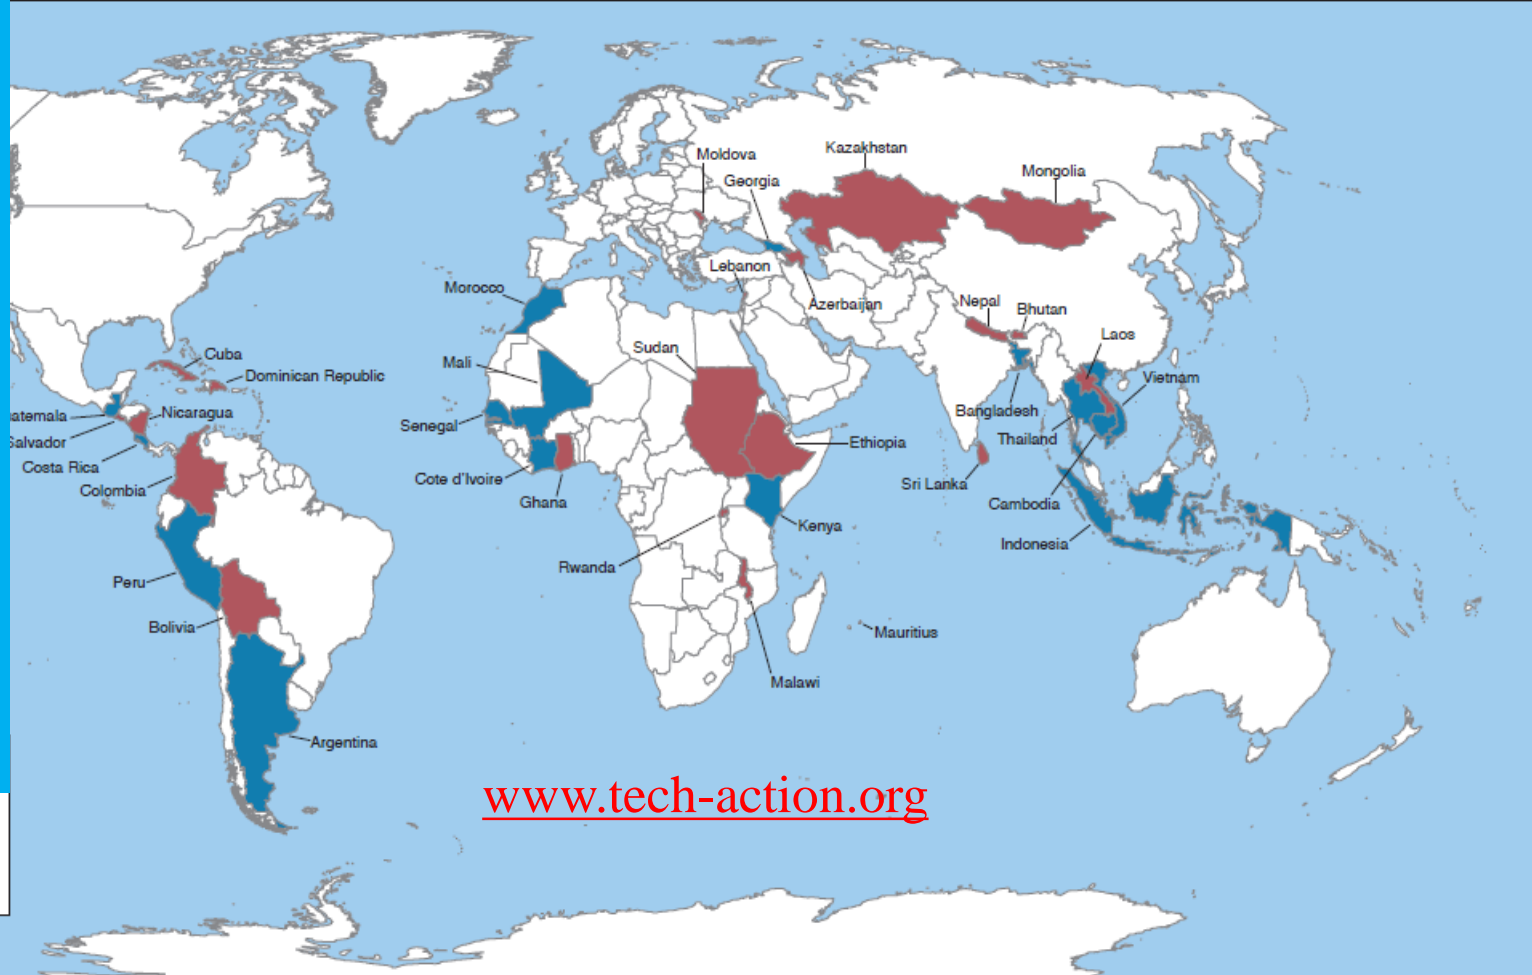 Kazakhstan
Moldova
Mongolia
Georgia
Lebanon
Morocco
Azerbaijan
Nepal
Bhutan
Laos
Sudan
Cuba
Mali
Dominican Republic
Vietnam
atemala
Nicaragua
Bangladesh
Senegal
Thailand
Salvador
Ethiopia
Costa Rica
Cote d'Ivoire
Sri Lanka
Colombia
Ghana
Cambodia
Kenya
Indonesia
Rwanda
Peru
Bolivia
Mauritius
Malawi
Argentina
www.tech-action.org